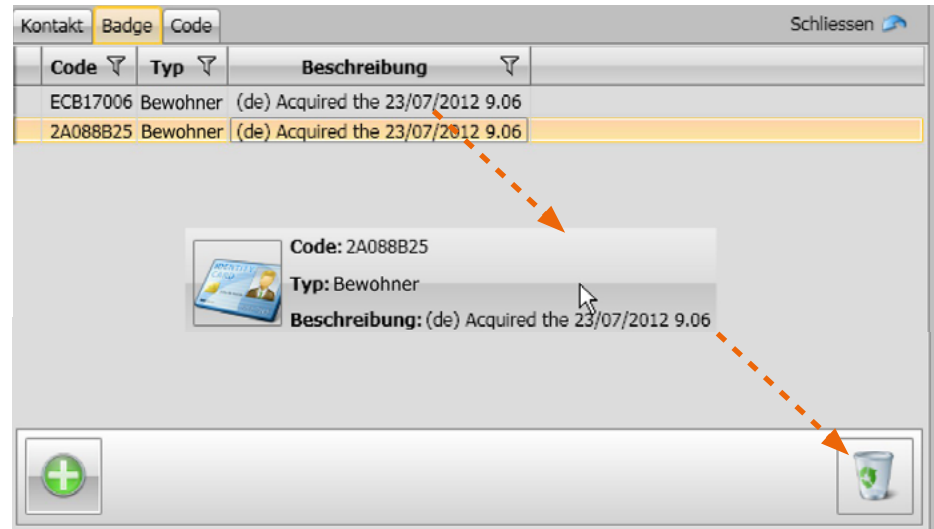 Kontakt Badge Code Schliessen
Code Typ Beschreibung
ECB17006 Bewohner (de) Acquired the 23/07/2012 9.06
2A088B25 Bewohner (de) Acquired the 23/07/2012 9.06
Code: 2A088B25
Typ: Bewohner
Beschreibung: (de) Acquired the 23/07/2012 9.06